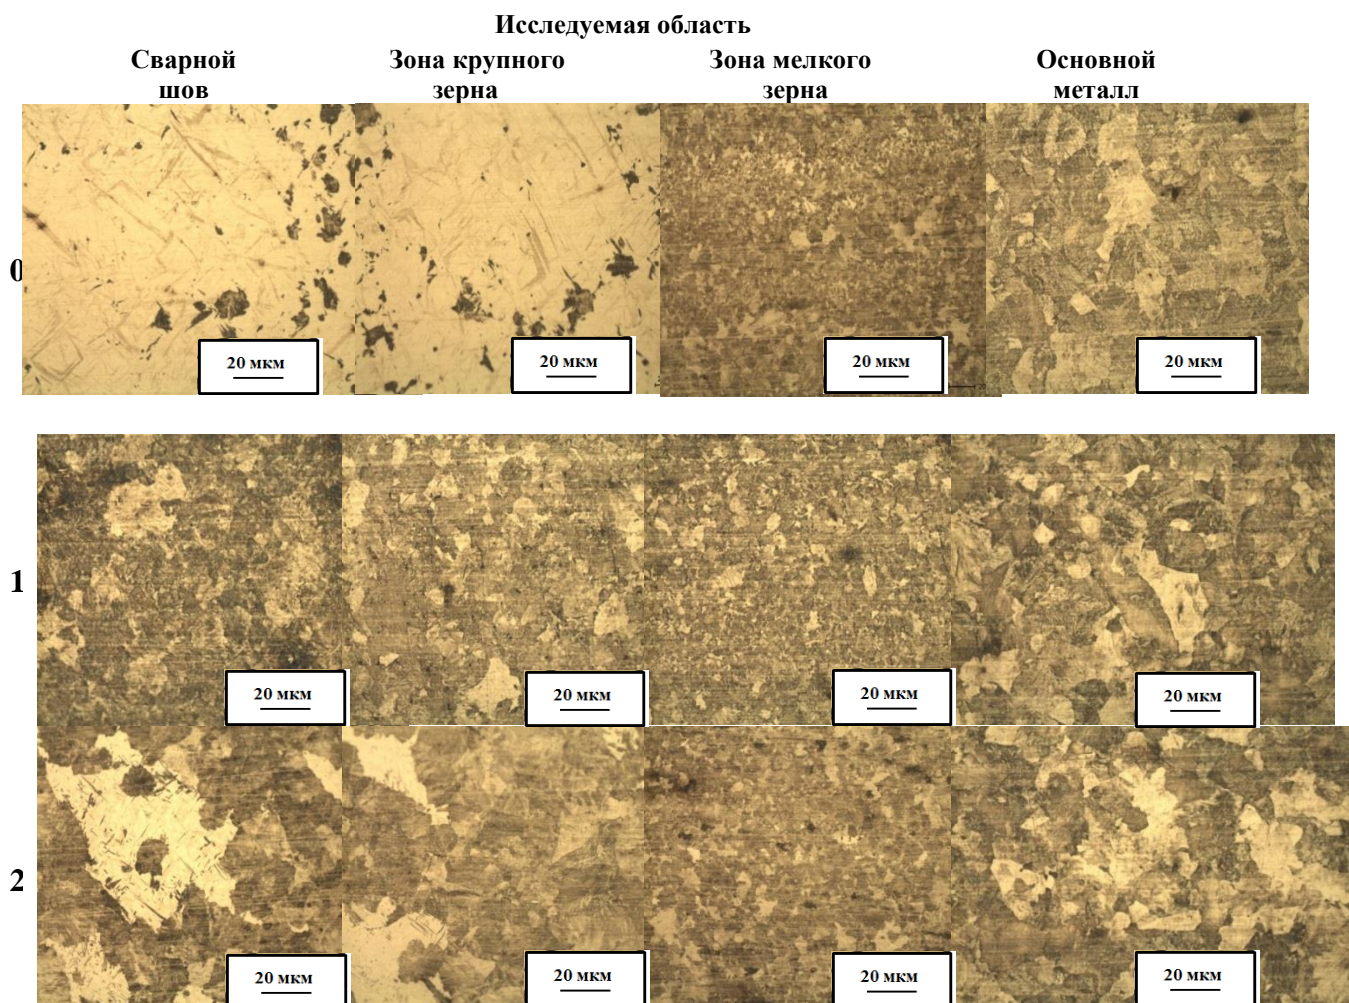 Исследуемая область
Сварной шов
Зона крупного зерна
Зона мелкого зерна
Основной металл
0
20 мкм
20 мкм
20 мкм
20 мкм
1
20 мкм
20 мкм
20 мкм
20 мкм
2
20 мкм
20 мкм
20 мкм
20 мкм